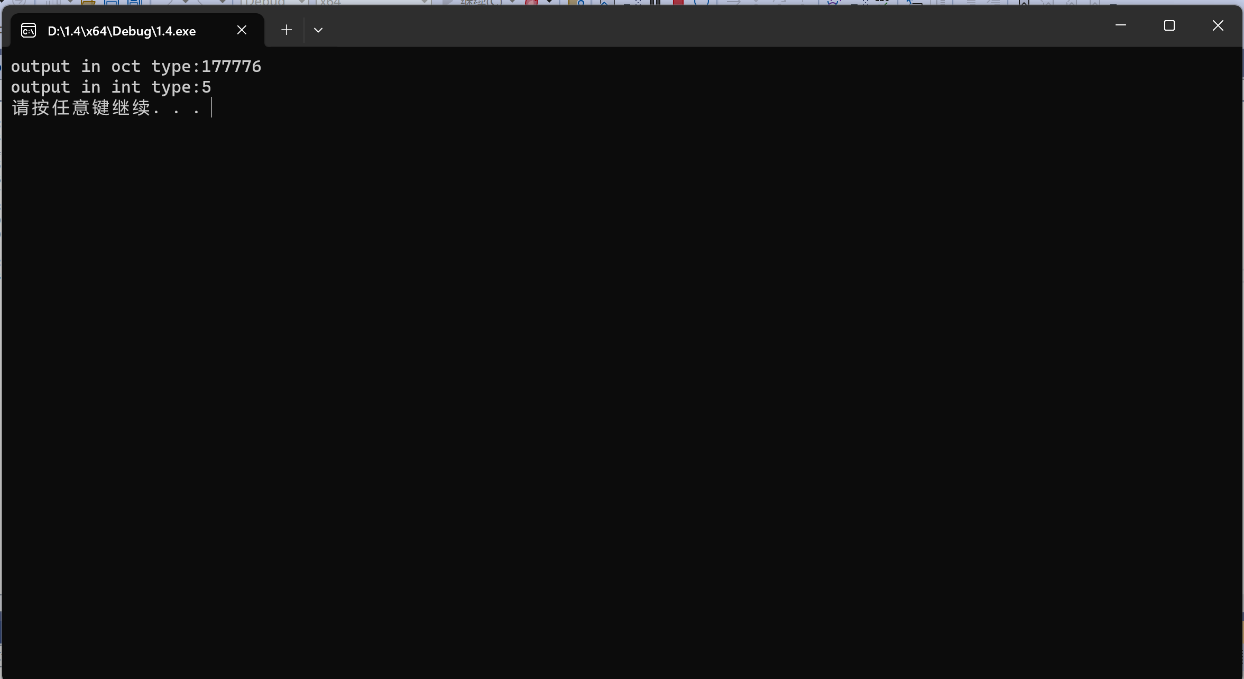 D:\1.4\x64\Debug\1.4.exe
output in oct type:177776
output in int type:5
请按任意键继续. . .